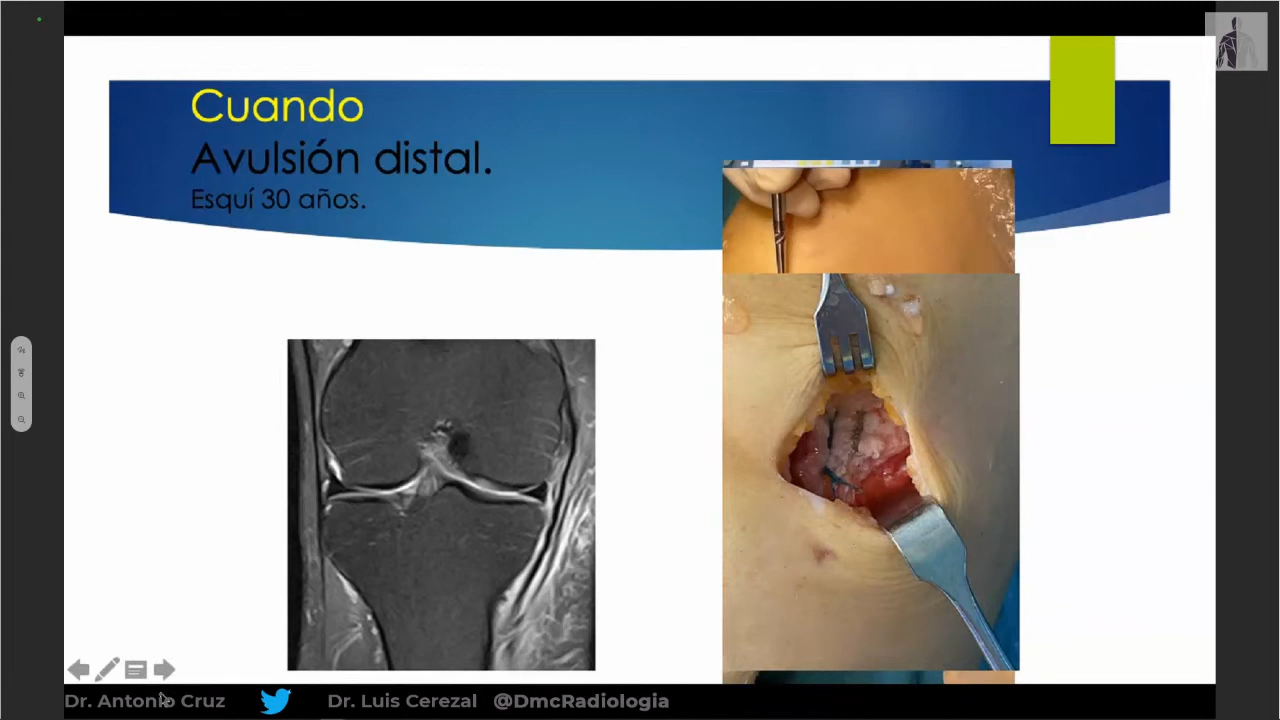 Cuando
Avulsión distal.
Esquí 30 años.
Dr. Antonio Cruz
Dr. Luis Cerezal @DmcRadiologia